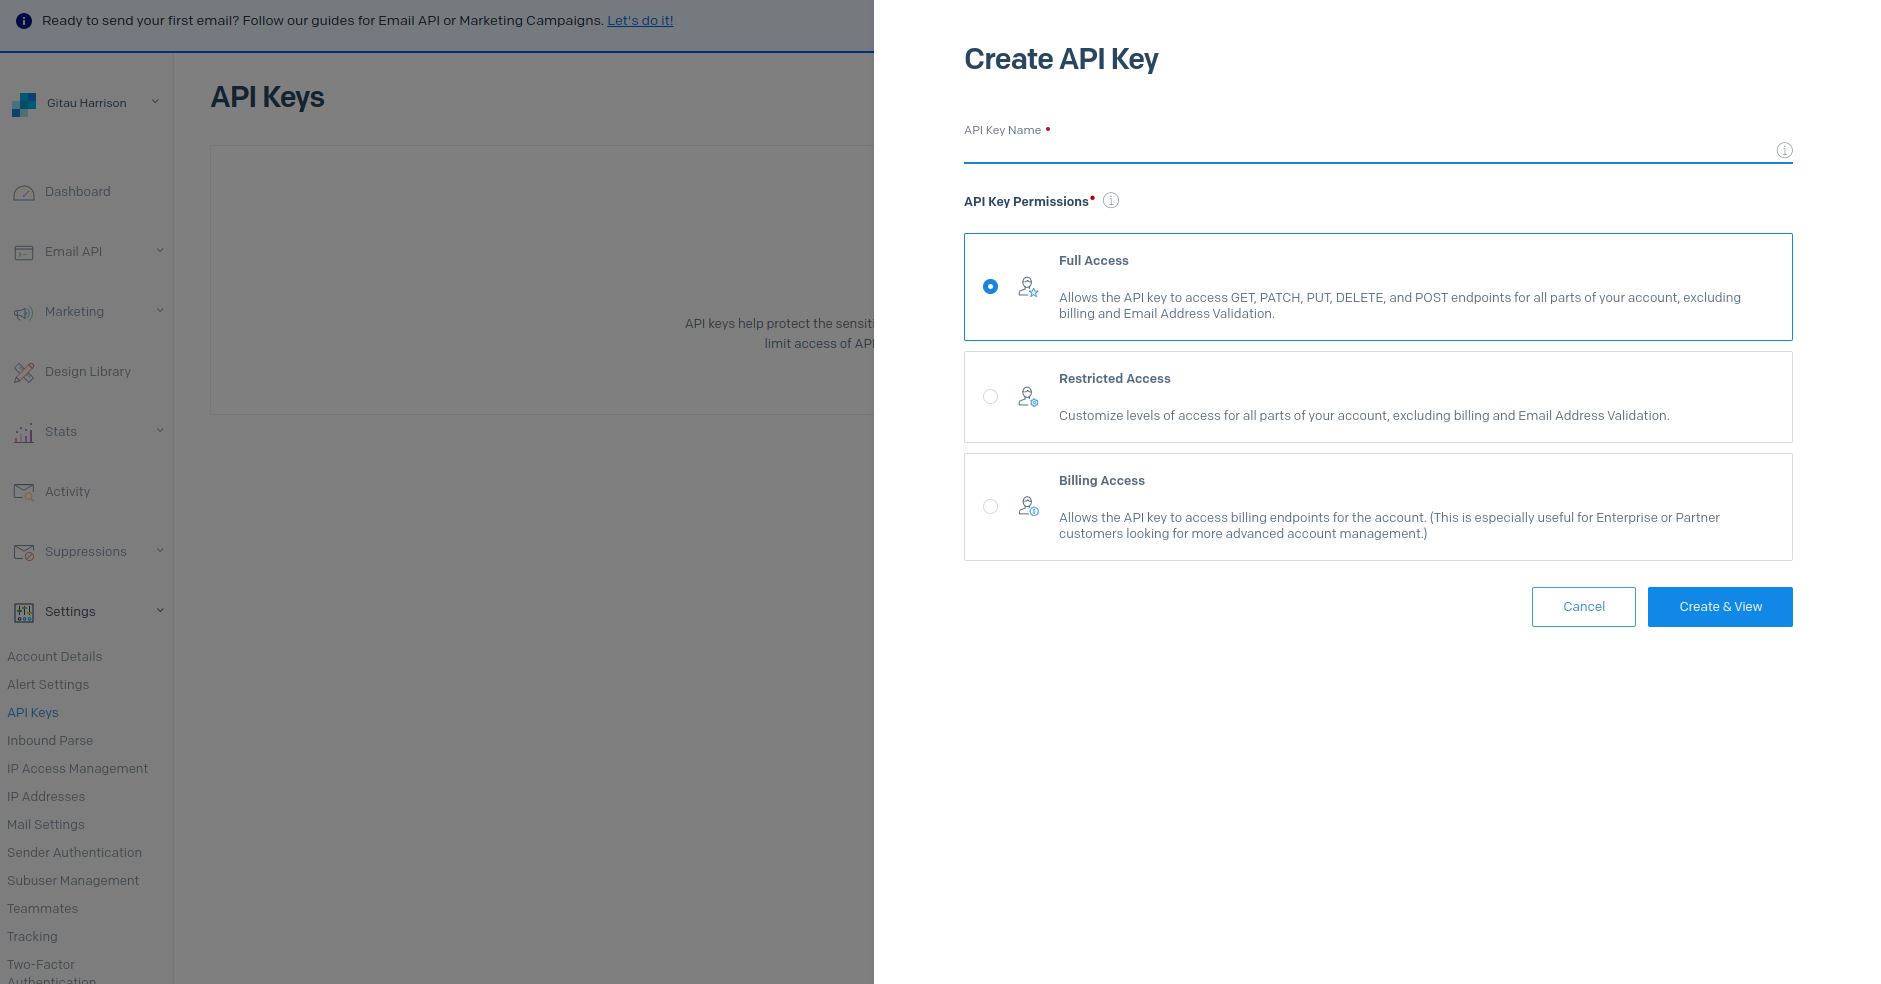 Ready to send your first email? Follow our guides for Email API or Marketing Campaigns. Let's do it!
Gitau Harrison
Dashboard
Email API
Marketing
Design Library
Stats
Activity
Suppressions
Settings
Account Details
Alert Settings
API Keys
Inbound Parse
IP Access Management
IP Addresses
Mail Settings
Sender Authentication
Subuser Management
Teammates
Tracking
Two-Factor
Authentication
API Keys
API keys help protect the sensiti
limit access of API
Create API Key
API Key Name
API Key Permissions
Full Access
Allows the API key to access GET, PATCH, PUT, DELETE, and POST endpoints for all parts of your account, excluding
billing and Email Address Validation.
Restricted Access
Customize levels of access for all parts of your account, excluding billing and Email Address Validation.
Billing Access
Allows the API key to access billing endpoints for the account. (This is especially useful for Enterprise or Partner
customers looking for more advanced account management.)
Cancel
Create & View